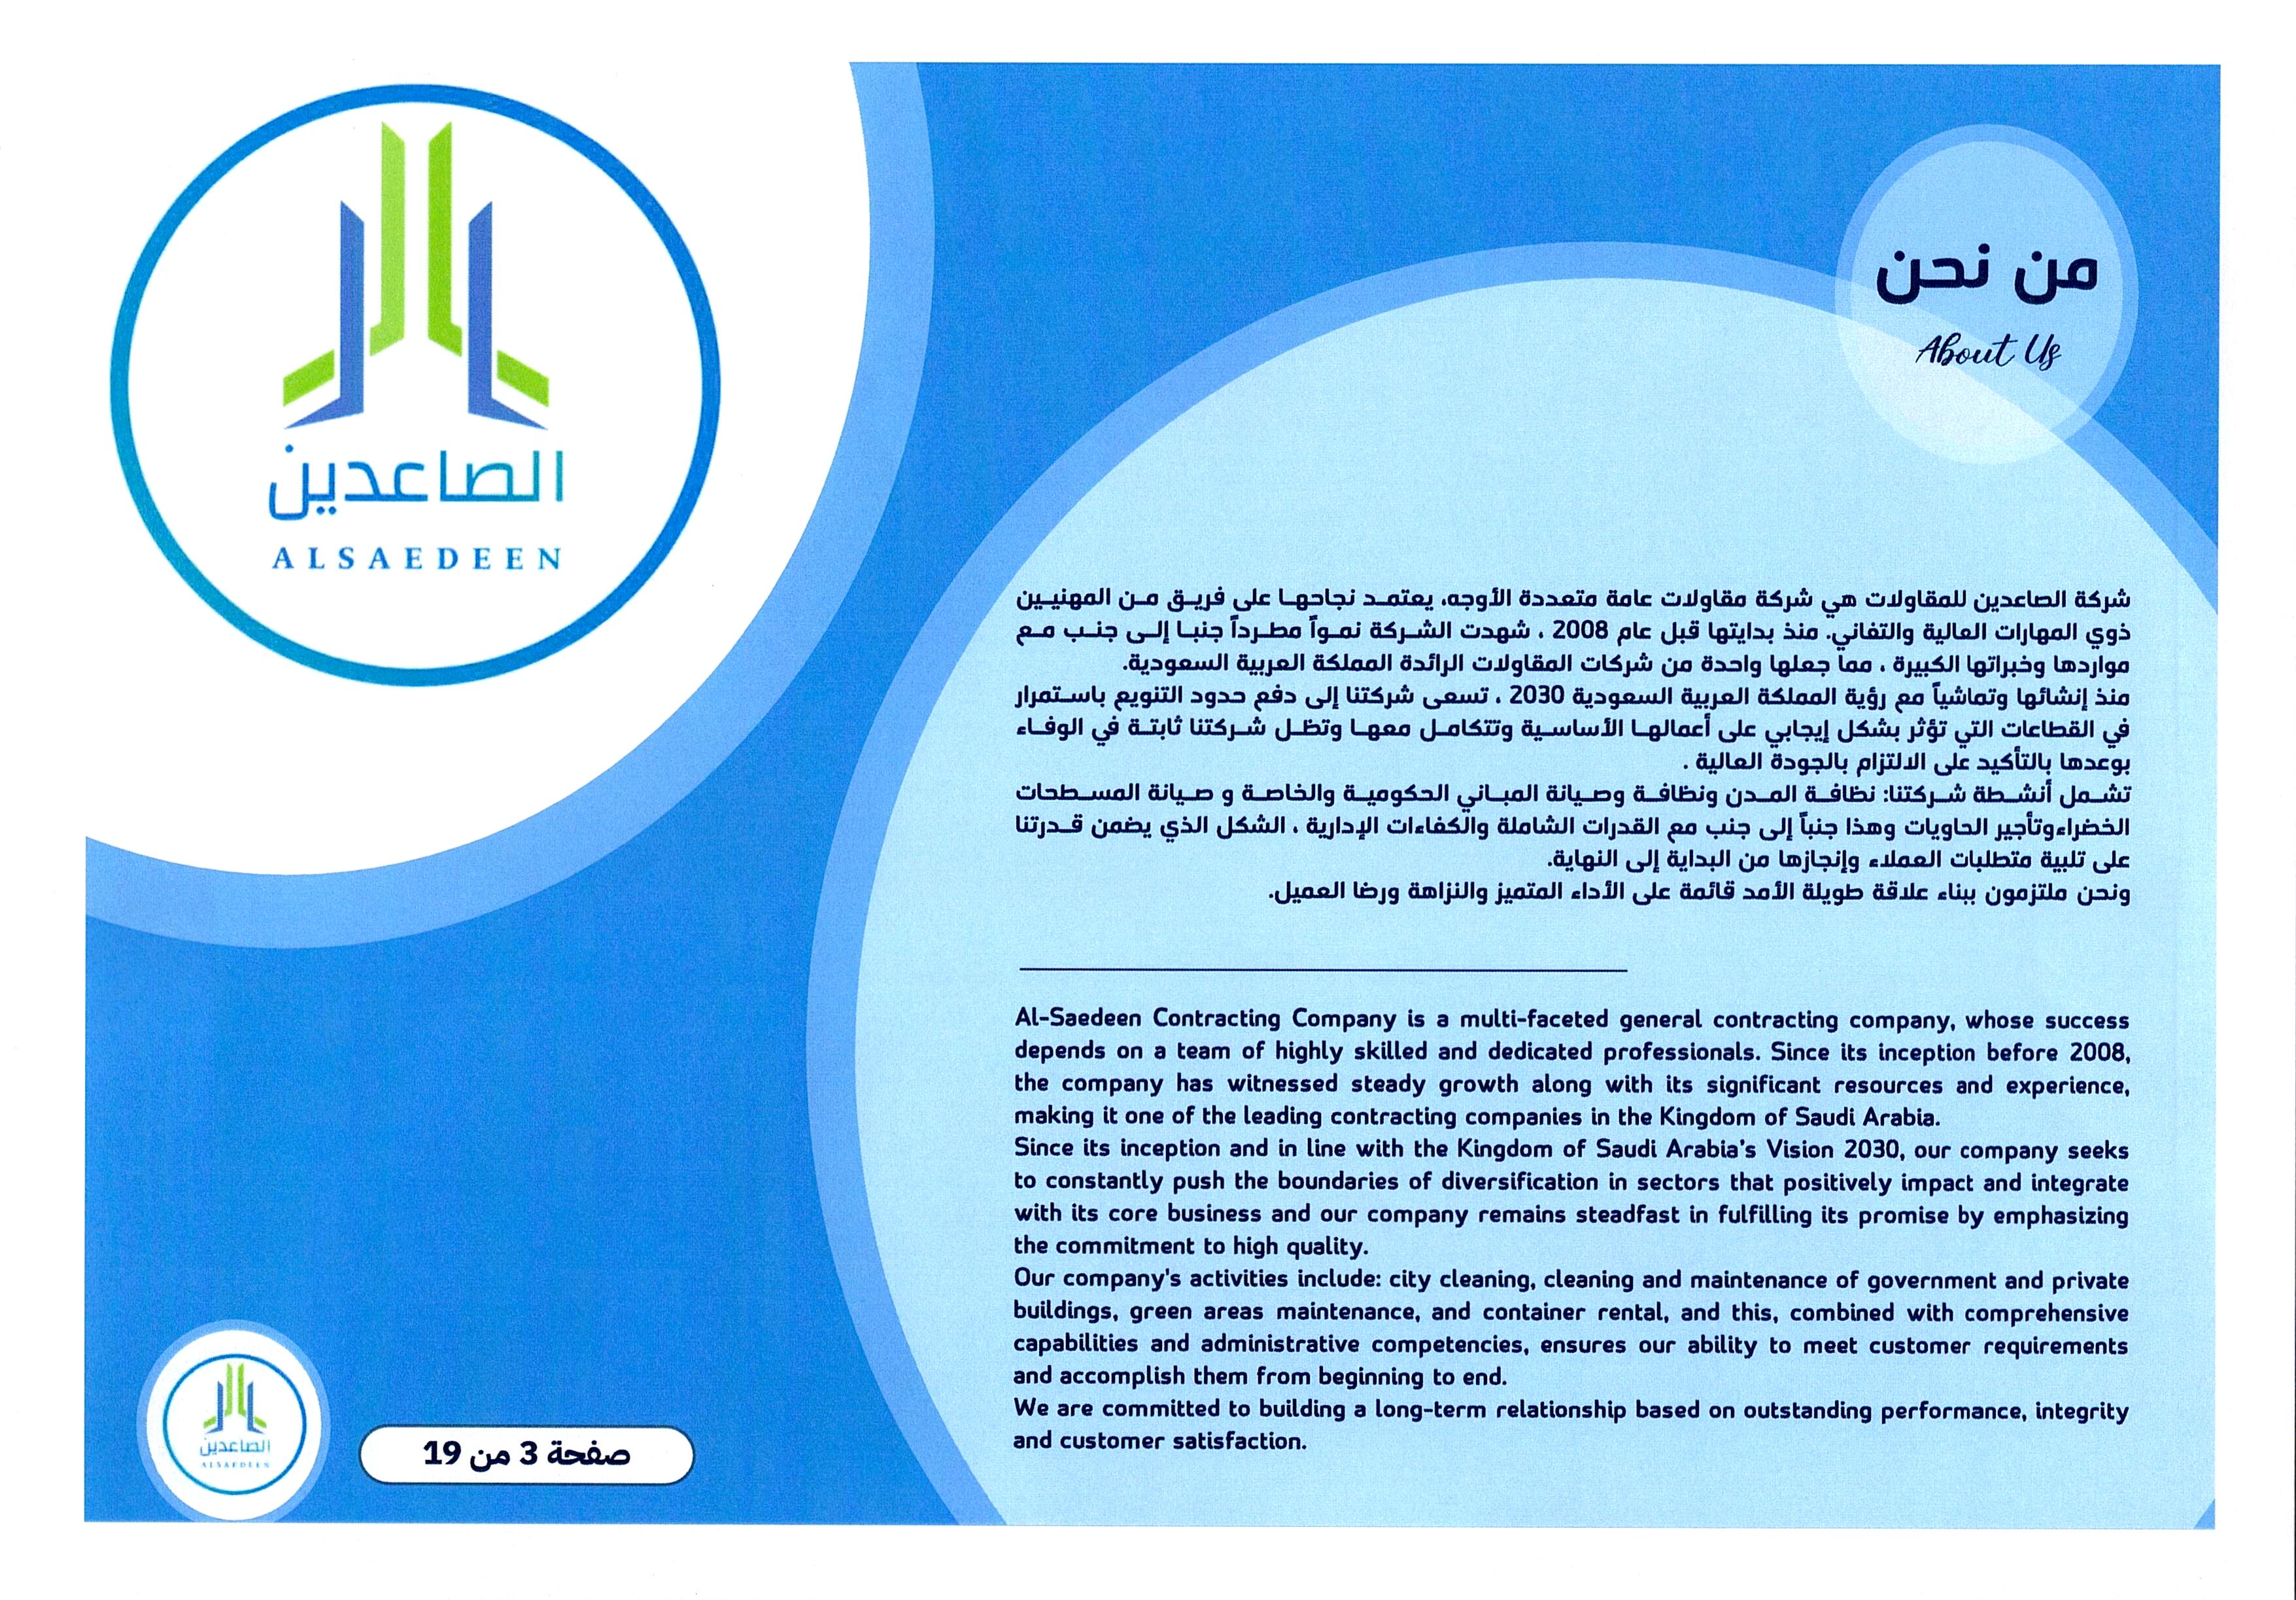 الصاعدين
ALSAEDEEN
من نحن
About Us
شركة الصاعدين للمقاولات هي شركة مقاولات عامة متعددة الأوجه، يعتمد نجاحها على فريق من المهنيين
ذوي المهارات العالية والتفاني. منذ بدايتها قبل عام 2008 ، شهدت الشركة نمواً مطرداً جنبا إلى جنب مع
مواردها وخبراتها الكبيرة ، مما جعلها واحدة من شركات المقاولات الرائدة المملكة العربية السعودية.
منذ إنشائها وتماشياً مع رؤية المملكة العربية السعودية 2030 ، تسعى شركتنا إلى دفع حدود التنويع باستمرار
في القطاعات التي تؤثر بشكل إيجابي على أعمالها الأساسية وتتكامل معها وتظل شركتنا ثابتة في الوفاء
بوعدها بالتأكيد على الالتزام بالجودة العالية .
تشمل أنشطة شركتنا: نظافة المدن ونظافة وصيانة المباني الحكومية والخاصة و صيانة المسطحات
الخضراءوتأجير الحاويات وهذا جنباً إلى جنب مع القدرات الشاملة والكفاءات الإدارية ، الشكل الذي يضمن قدرتنا
على تلبية متطلبات العملاء وإنجازها من البداية إلى النهاية.
ونحن ملتزمون ببناء علاقة طويلة الأمد قائمة على الأداء المتميز والنزاهة ورضا العميل.
Al-Saedeen Contracting Company is a multi-faceted general contracting company, whose success
depends on a team of highly skilled and dedicated professionals. Since its inception before 2008,
the company has witnessed steady growth along with its significant resources and experience,
making it one of the leading contracting companies in the Kingdom of Saudi Arabia.
Since its inception and in line with the Kingdom of Saudi Arabia's Vision 2030, our company seeks
to constantly push the boundaries of diversification in sectors that positively impact and integrate
with its core business and our company remains steadfast in fulfilling its promise by emphasizing
the commitment to high quality.
Our company's activities include: city cleaning, cleaning and maintenance of government and private
buildings, green areas maintenance, and container rental, and this, combined with comprehensive
capabilities and administrative competencies, ensures our ability to meet customer requirements
and accomplish them from beginning to end.
We are committed to building a long-term relationship based on outstanding performance, integrity
and customer satisfaction.
الصاعدين
ALSAEDEEN
صفحة 3 من 19